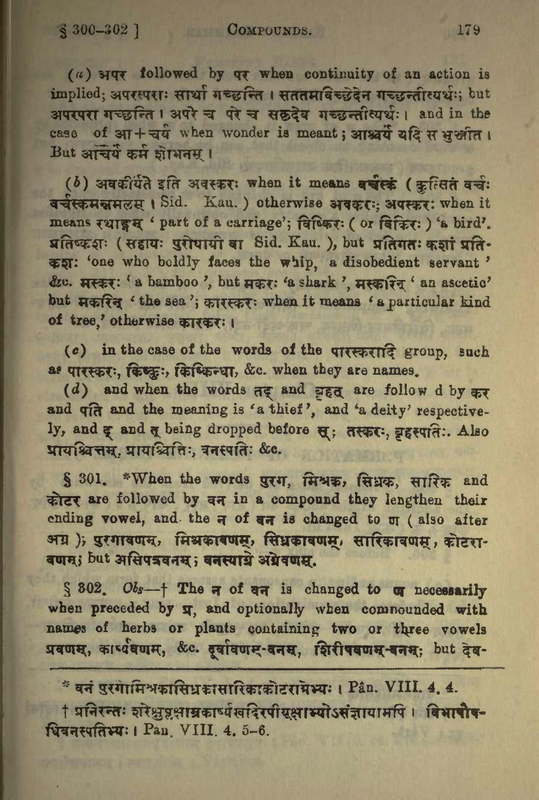 § 300-302 ] COMPOUNDS. 179
(a) अपर followed by पर when continuity of an action is
implied; अपरस्पराः सार्था गच्छन्ति । सततमविच्छेदेन गच्छन्तीत्यर्थः; but
अपरपरा गच्छन्ति । अपरे च परे च सकृदेव गच्छन्तीत्यर्थः । and in the
case of आ+चर्य when wonder is meant; आश्चर्यं यदि स भुञ्जीत ।
But आचर्यं कर्म शोभनम् ।
(b) अवकीर्यते इति अवस्करः when it means वर्चस्कं ( कुत्सितं वर्चः
वर्चस्कमन्नमलम् । Sid. Kau. ) otherwise अवकरः; अपस्करः when it
means रथाङ्गम् ‘ part of a carriage’; विष्किरः ( or विकिरः ) ‘a bird’.
प्रतिष्कशः ( सहायः पुरोयायी वा Sid. Kau. ), but प्रतिगतः कशां प्रति-
कशः ‘one who boldly faces the whip, a disobedient servant ’
&c. मस्करः ‘ a bamboo ’, but मकरः ‘a shark ’, मस्करिन् ‘ an ascetic’
but मकरिन् ‘ the sea ’; कारस्करः when it means ‘ a particular kind
of tree,’ otherwise कारकरः ।
(c) in the case of the words of the पारस्करादि group, such
as पारस्करः, किष्कुः, किष्किन्धा, &c. when they are names.
(d) and when the words तद् and बृहत् are follow d by कर
and पति and the meaning is ‘a thief’, and ‘a deity’ respective-
ly, and द् and त् being dropped before स्; तस्करः, बृहस्पतिः. Also
प्रायश्चित्तम्, प्रायश्चित्तिः, वनस्पतिः &c.
§ 301. *When the words पुरग, मिश्रक, सिध्रक, सारिक and
कोटर are followed by वन in a compound they lengthen their
ending vowel, and the न of वन is changed to ण ( also after
अग्र ); पुरगावणम्, मिश्रकावणम्, सिध्रकावणम्, सारिकावणम्, कोटरा-
वणम्; but असिपत्रवनम्; वनस्याग्रे अग्रेवणम्.
§ 302. Obs—† The न of वन is changed to ण necessarily
when preceded by प्र, and optionally when compounded with
names of herbs or plants containing two or three vowels
प्रवणम्, कार्ष्यवणम्, &c. दूर्वावणम्-वनम्, शिरीषवणम्-वनम्; but देव-
* वनं पुरगामिश्रकासिध्रकासारिकाकोटराग्रेभ्यः । Pân. VIII. 4. 4.
† प्रनिरन्तः शरेक्षुप्लक्षाम्रकार्ष्यखदिरपीयूक्षाभ्योऽसंज्ञायामपि । विभाषौष-
धिवनस्पतिभ्यः । Pan. VIII. 4. 5-6.